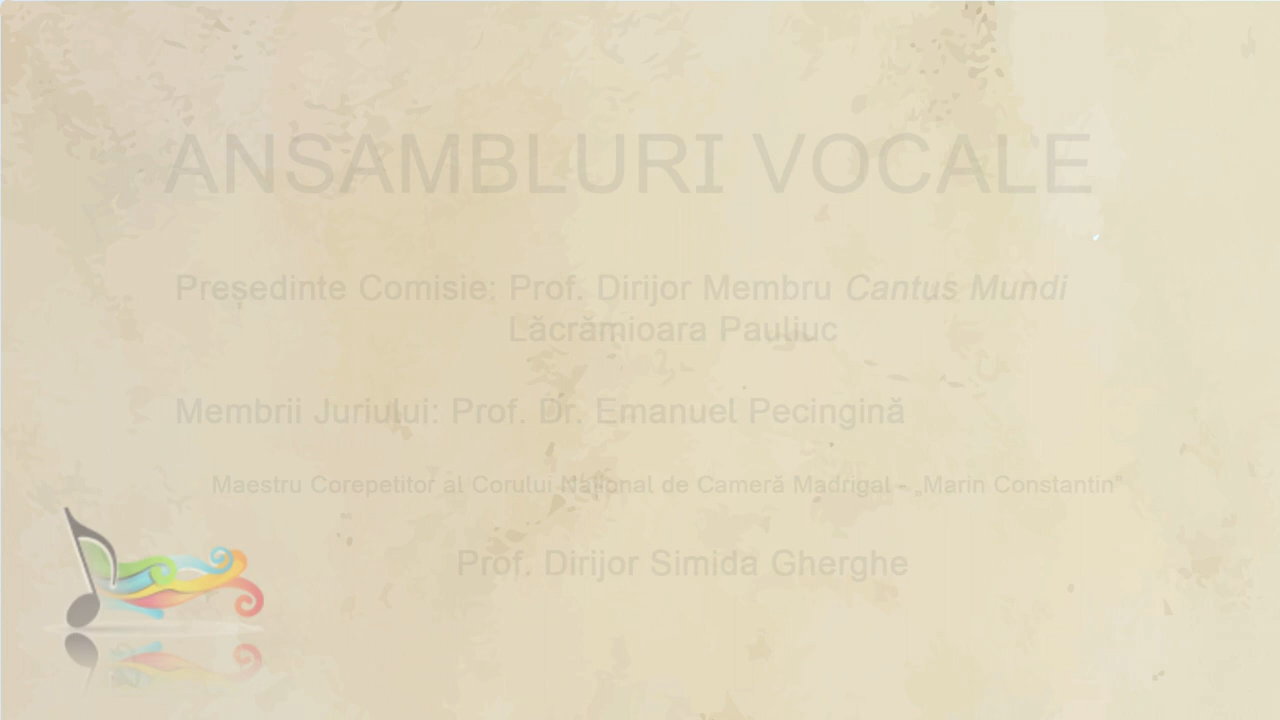 ANSAMBLURI VOCALE
Președinte Comisie: Prof. Dirijor Membru Cantus Mundi
Lăcrămioara Pauliuc
Membrii Juriului: Prof. Dr. Emanuel Pecingină
Maestru Corepetitor al Corului Național de Cameră Madrigal - „Marin Constantin”
Prof. Dirijor Simida Gherghe